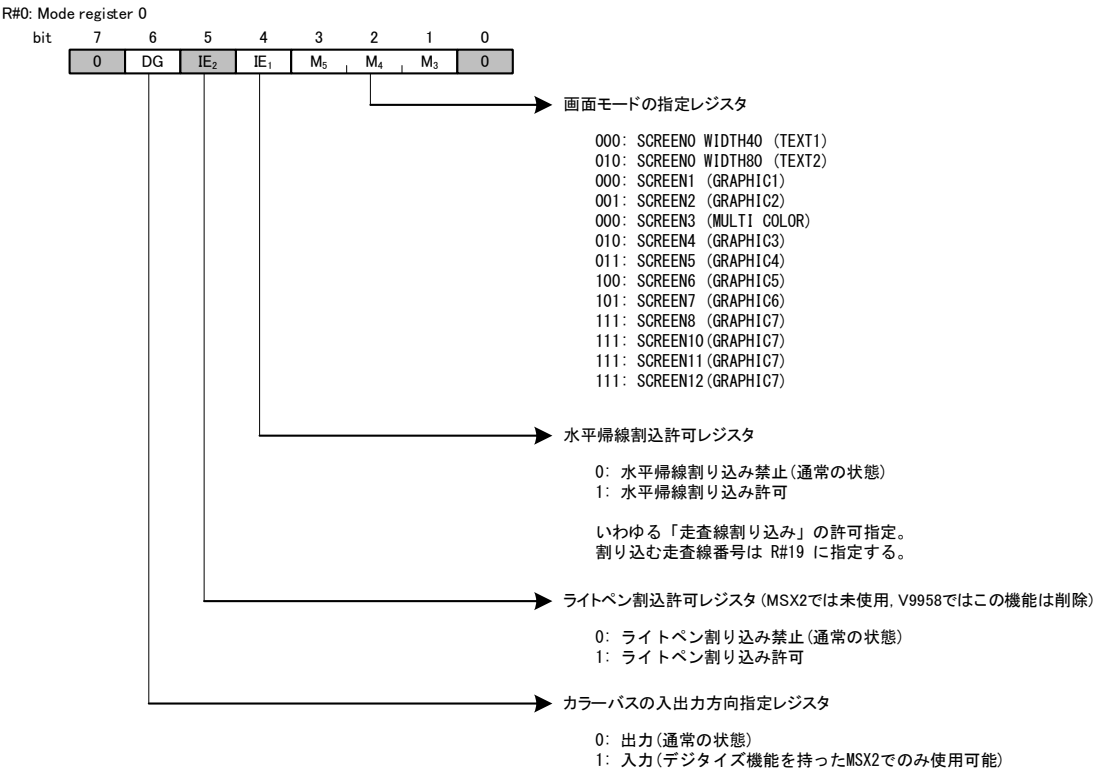 R#0: Mode register 0
bit 7 6 5 4 3 2 1 0
0 DG IE₂ IE₁ M₅ M₄ M₃ 0
画面モードの指定レジスタ
000: SCREEN0 WIDTH40 (TEXT1)
010: SCREEN0 WIDTH80 (TEXT2)
000: SCREEN1 (GRAPHIC1)
001: SCREEN2 (GRAPHIC2)
000: SCREEN3 (MULTI COLOR)
010: SCREEN4 (GRAPHIC3)
011: SCREEN5 (GRAPHIC4)
100: SCREEN6 (GRAPHIC5)
101: SCREEN7 (GRAPHIC6)
111: SCREEN8 (GRAPHIC7)
111: SCREEN10(GRAPHIC7)
111: SCREEN11(GRAPHIC7)
111: SCREEN12(GRAPHIC7)
水平帰線割込許可レジスタ
0: 水平帰線割り込み禁止(通常の状態)
1: 水平帰線割り込み許可
いわゆる「走査線割り込み」の許可指定。
割り込む走査線番号は R#19 に指定する。
ライトペン割込許可レジスタ(MSX2では未使用, V9958ではこの機能は削除)
0: ライトペン割り込み禁止(通常の状態)
1: ライトペン割り込み許可
カラーバスの入出力方向指定レジスタ
0: 出力(通常の状態)
1: 入力(デジタイズ機能を持ったMSX2でのみ使用可能)